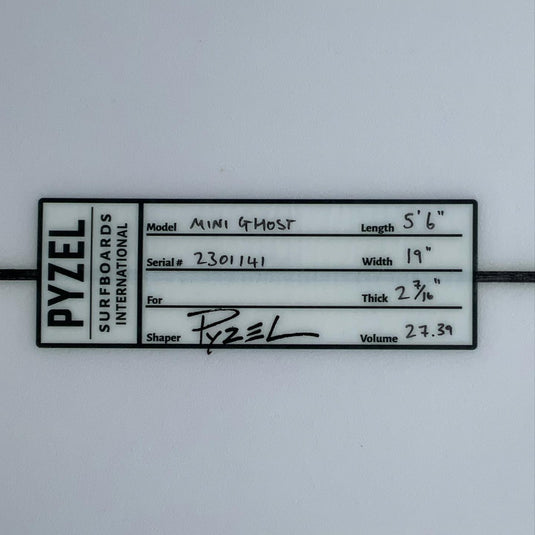 PYZEL
SURFBOARDS
INTERNATIONAL
Model MINI GHOST Length 5'6"
Serial# 2301141 Width 19"
For Thick 2 7/16"
Shaper PYZEL Volume 27.39